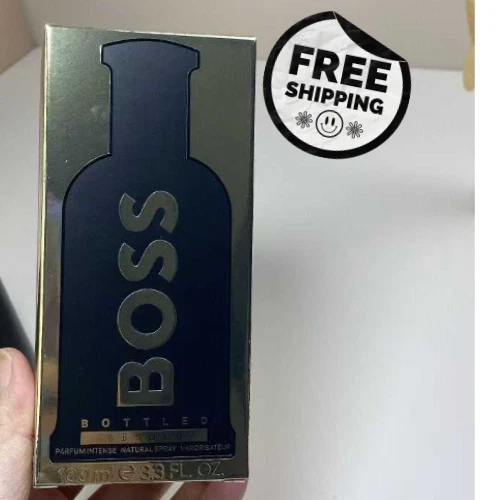 FREE
SHIPPING
BOSS
BOTTLED
PARFUM INTENSE NATURAL SPRAY VAPORISATEUR
100 ml ℮ 3.3 FL. OZ.